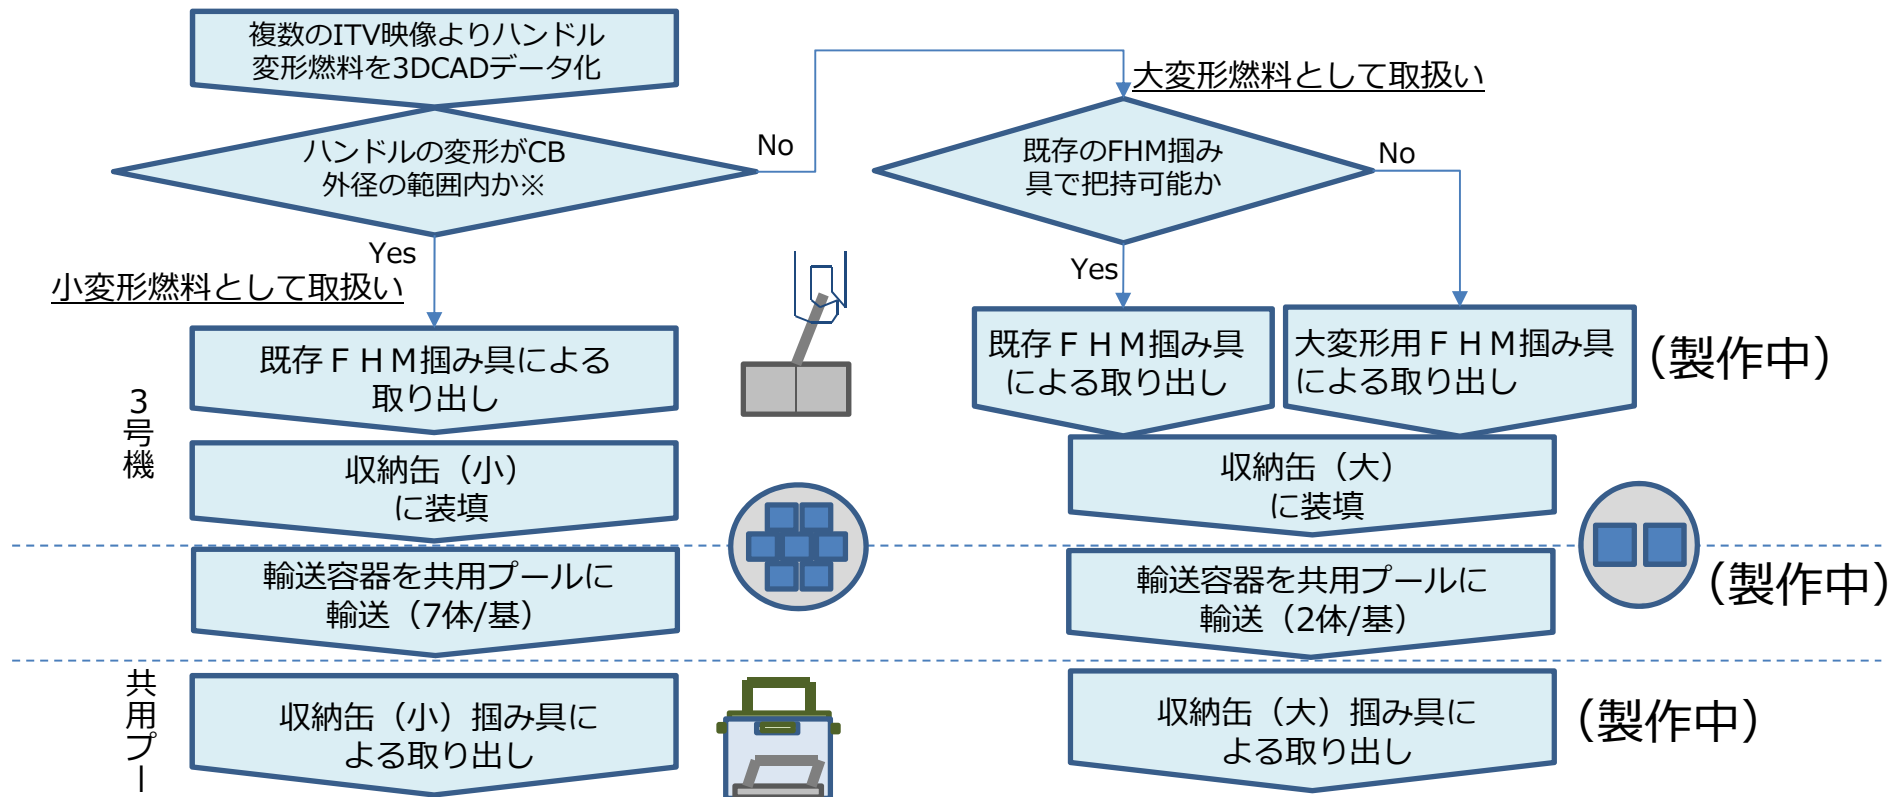 複数のITV映像よりハンドル
変形燃料を3DCADデータ化
ハンドルの変形がCB
外径の範囲内か※
No
Yes
小変形燃料として取扱い
大変形燃料として取扱い
既存のFHM掴み
具で把持可能か
No
Yes
3号機
既存ＦＨＭ掴み具による
取り出し
既存ＦＨＭ掴み具
による取り出し
大変形用ＦＨＭ掴み具
による取り出し
（製作中）
収納缶（小）
に装填
収納缶（大）
に装填
輸送容器を共用プールに
輸送（7体/基）
輸送容器を共用プールに
輸送（2体/基）
（製作中）
共用プー
収納缶（小）掴み具に
よる取り出し
収納缶（大）掴み具に
よる取り出し
（製作中）